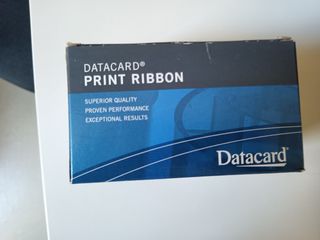 DATACARD®
PRINT RIBBON
SUPERIOR QUALITY
PROVEN PERFORMANCE
EXCEPTIONAL RESULTS
Datacard®